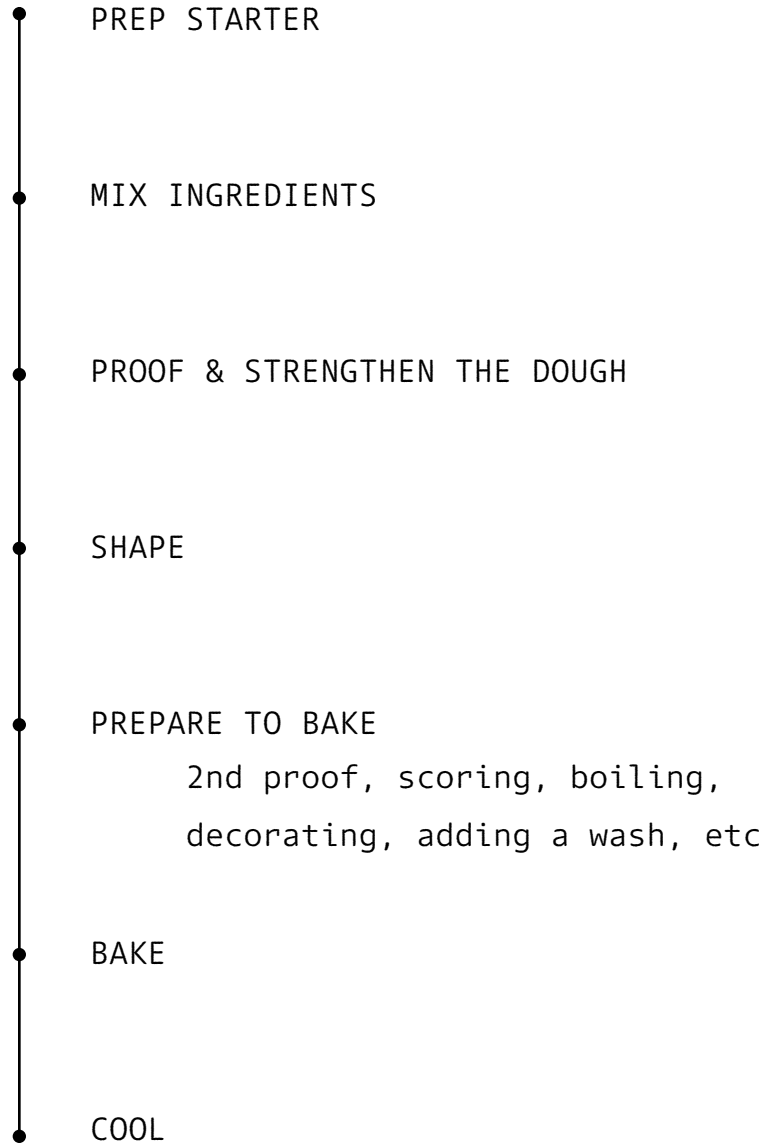 PREP STARTER
MIX INGREDIENTS
PROOF & STRENGTHEN THE DOUGH
SHAPE
PREPARE TO BAKE
2nd proof, scoring, boiling,
decorating, adding a wash, etc
BAKE
COOL